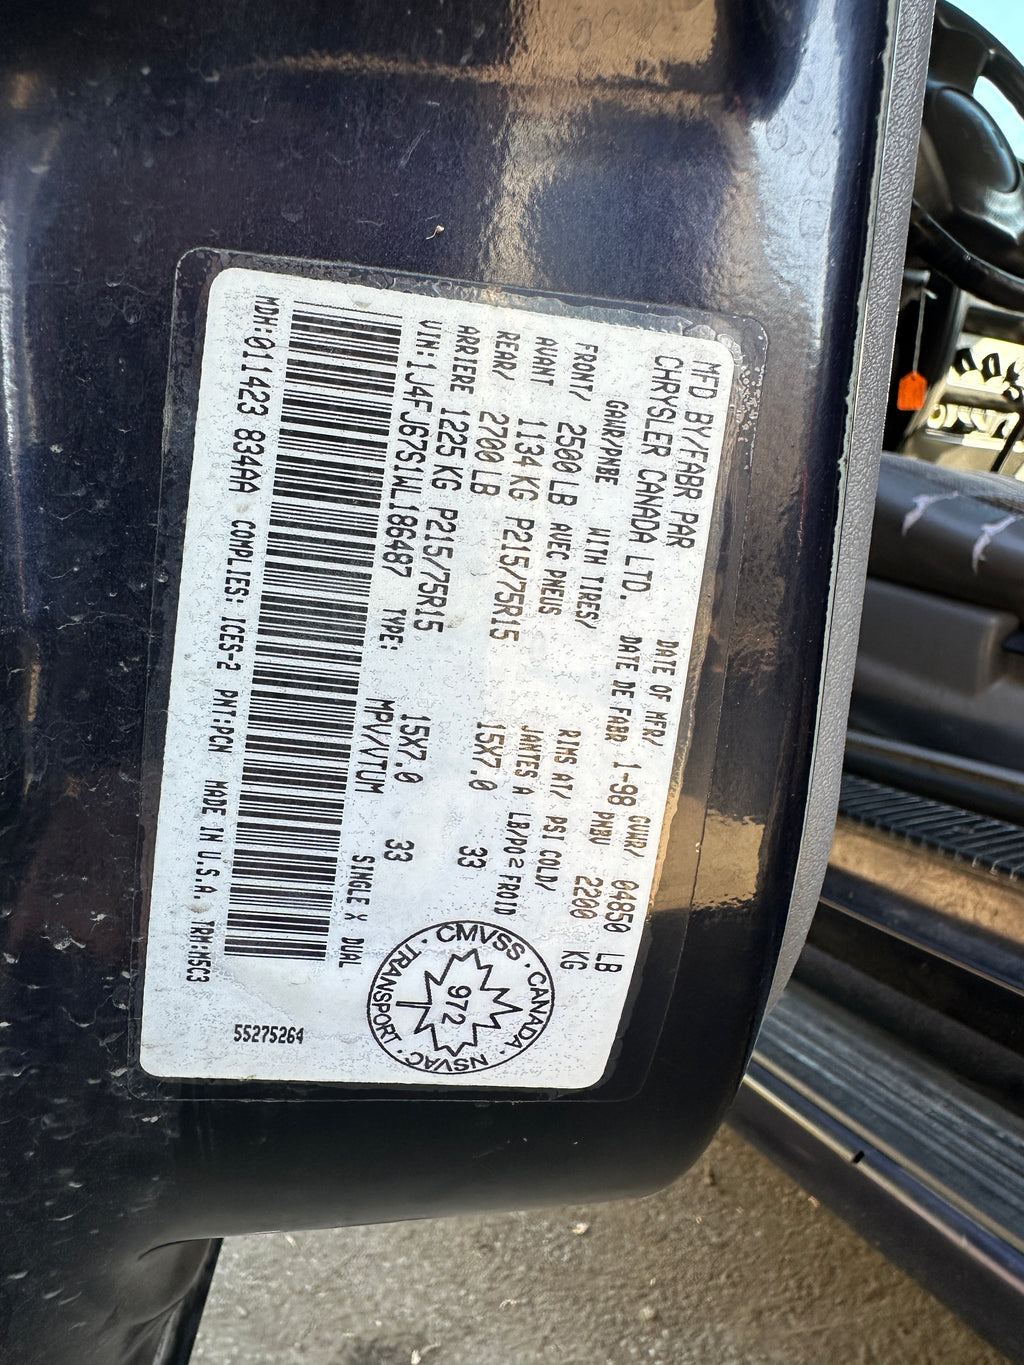 MFD BY/FABR PAR
CHRYSLER CANADA LTD.
DATE OF MFR/ GVWR/ 04650 LB
DATE DE FABR 1-98 PNBV 2200 KG
GAWR/PNBE WITH TIRES/ RIMS AT/ PSI COLD/
FRONT/ 2500 LB AVEC PNEUS JANTES A LB/PO2 FROID
AVANT 1134 KG P215/75R15 15X7.0 33
REAR/ 2700 LB
ARRIERE 1225 KG P215/75R15 15X7.0 33
VIN:1J4FJ67S1WL186487 TYPE: MPV/VTUM SINGLE X DUAL
MDH:011423 834AA COMPLIES: ICES-2 PNT:PCN MADE IN U.S.A. TRM:M5C3
CMVSS · CANADA · NSVAC · TRANSPORT ·
972
55275264